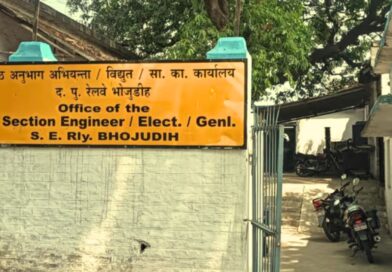 अनुभाग अभियन्ता / विद्युत / सा. का. कार्यालय
द. पु. रेलवे भोजुडीह
Office of the
Section Engineer / Elect. / Genl.
S. E. Rly. BHOJUDIH